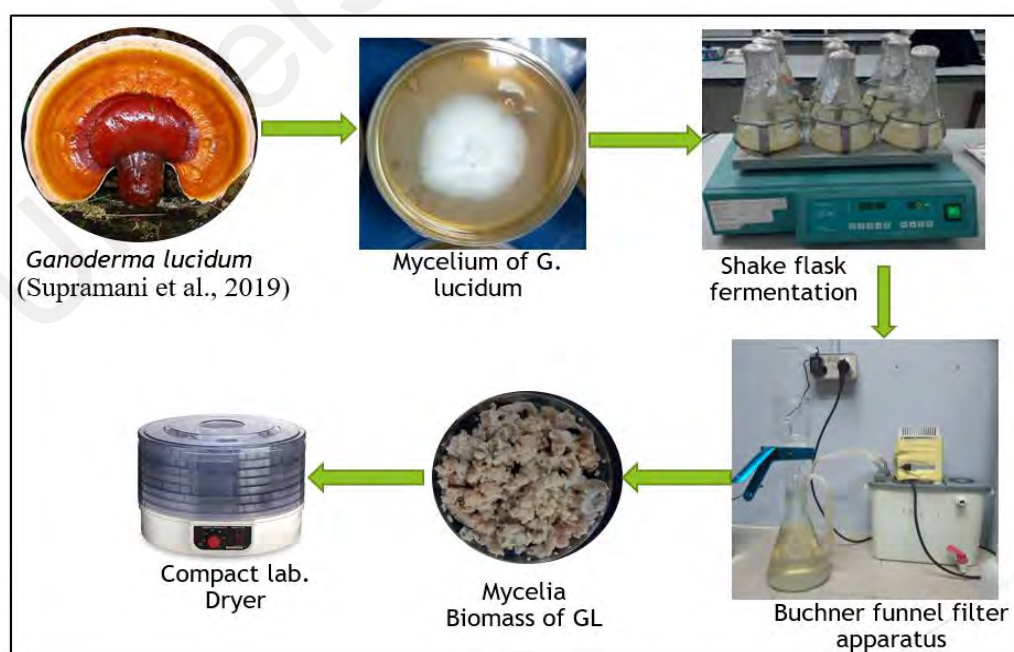 Ganoderma lucidum
(Supramani et al., 2019)
Mycelium of G.
lucidum
Shake flask
fermentation
Buchner funnel filter
apparatus
Mycelia
Biomass of GL
Compact lab.
Dryer